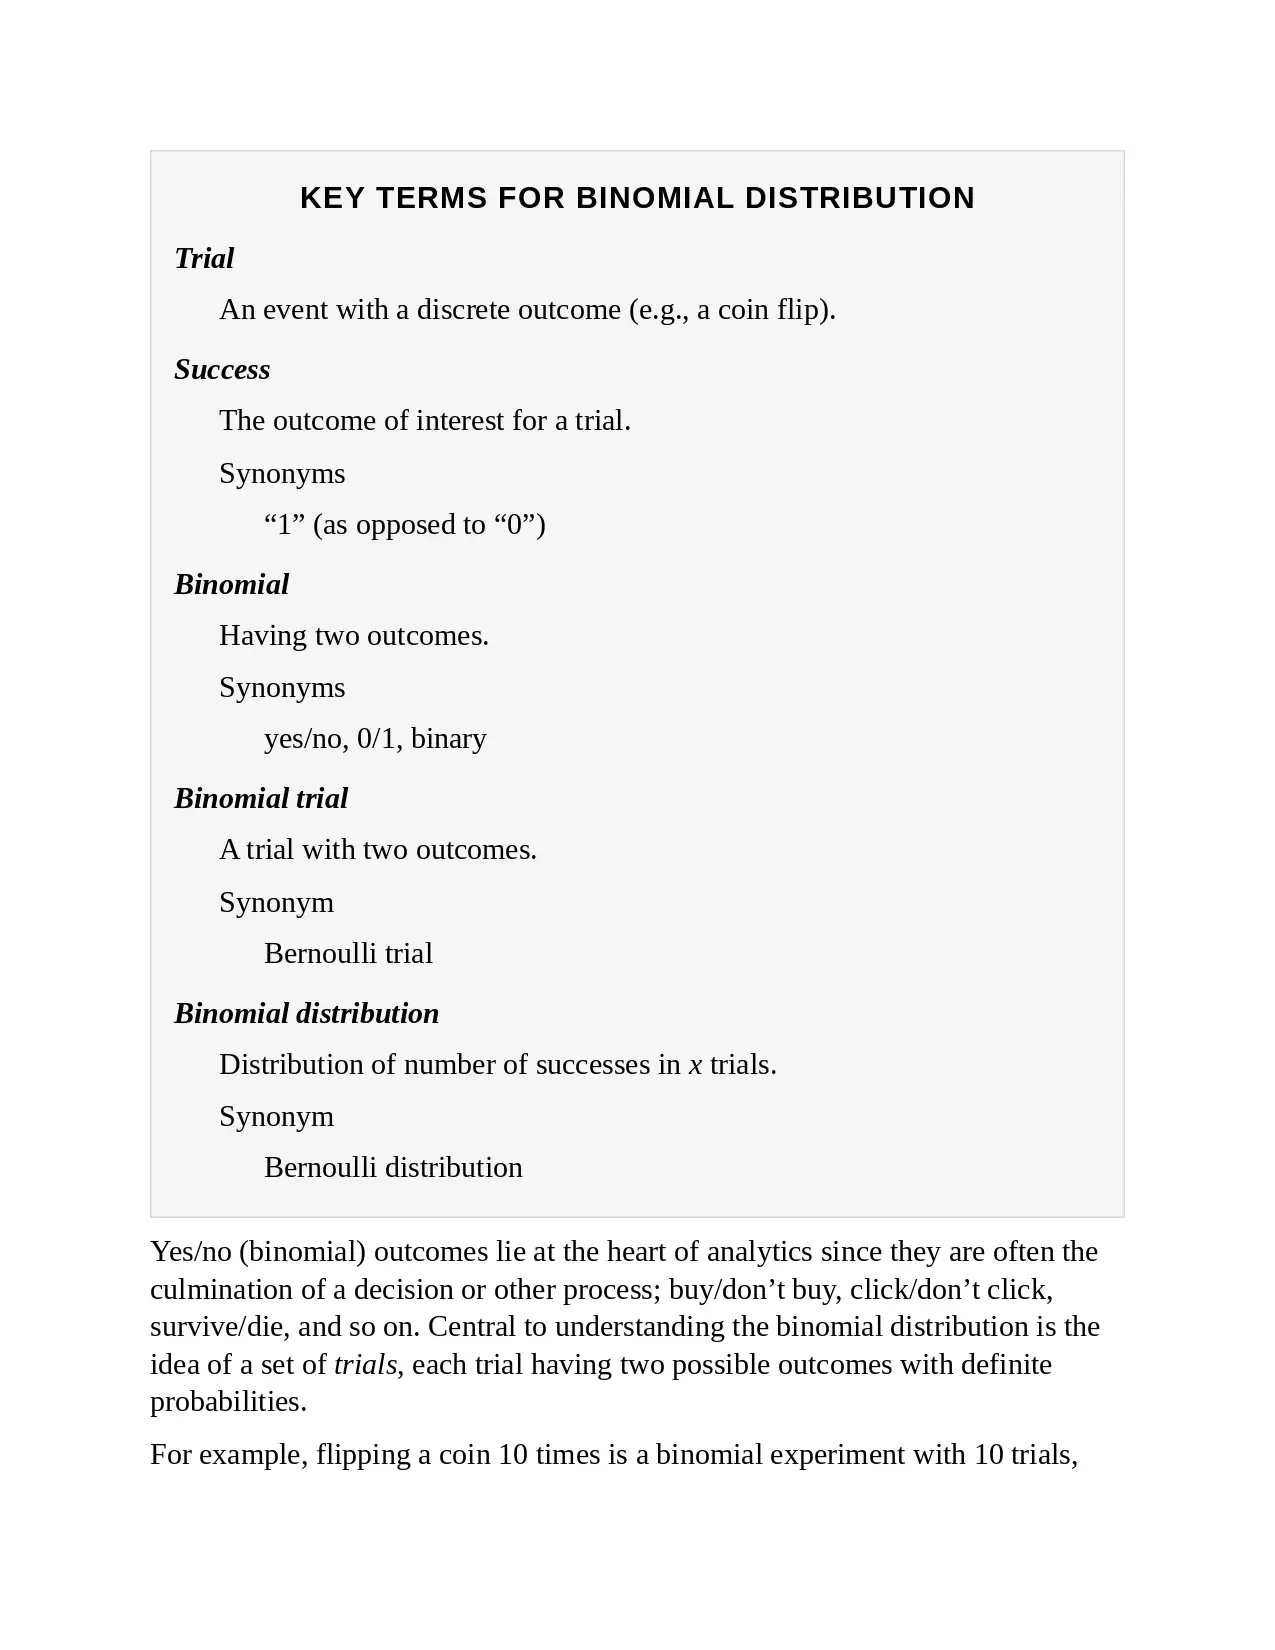 KEY TERMS FOR BINOMIAL DISTRIBUTION
Trial
An event with a discrete outcome (e.g., a coin flip).
Success
The outcome of interest for a trial.
Synonyms
“1” (as opposed to “0”)
Binomial
Having two outcomes.
Synonyms
yes/no, 0/1, binary
Binomial trial
A trial with two outcomes.
Synonym
Bernoulli trial
Binomial distribution
Distribution of number of successes in x trials.
Synonym
Bernoulli distribution
Yes/no (binomial) outcomes lie at the heart of analytics since they are often the
culmination of a decision or other process; buy/don’t buy, click/don’t click,
survive/die, and so on. Central to understanding the binomial distribution is the
idea of a set of trials, each trial having two possible outcomes with definite
probabilities.
For example, flipping a coin 10 times is a binomial experiment with 10 trials,